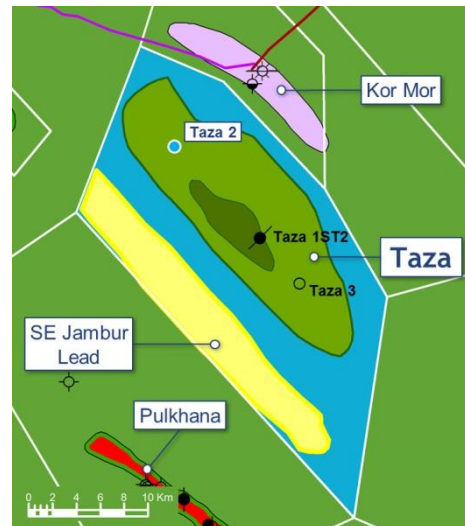 Kor Mor
Taza 2
Taza 1ST2
Taza
Taza 3
SE Jambur
Lead
Pulkhana
0 2 4 6 8 10 Km